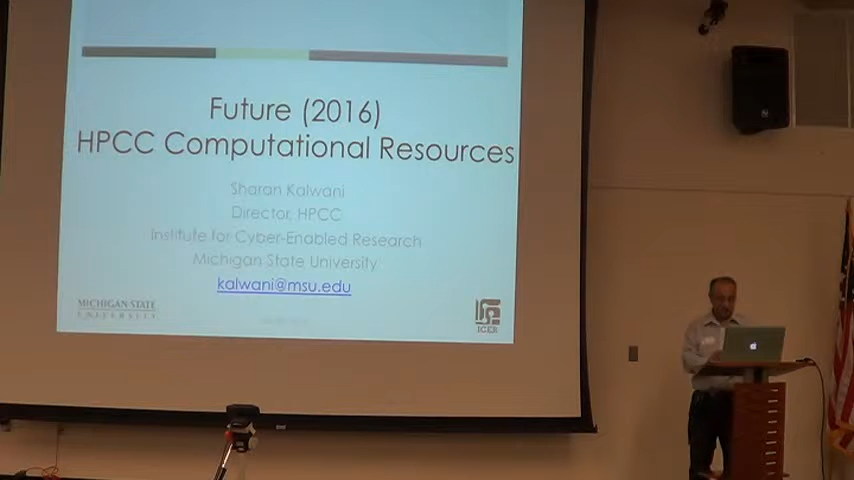 Future (2016)
HPCC Computational Resources
Sharan Kalwani
Director, HPCC
Institute for Cyber-Enabled Research
Michigan State University
kalwani@msu.edu
MICHIGAN STATE
UNIVERSITY
ICER